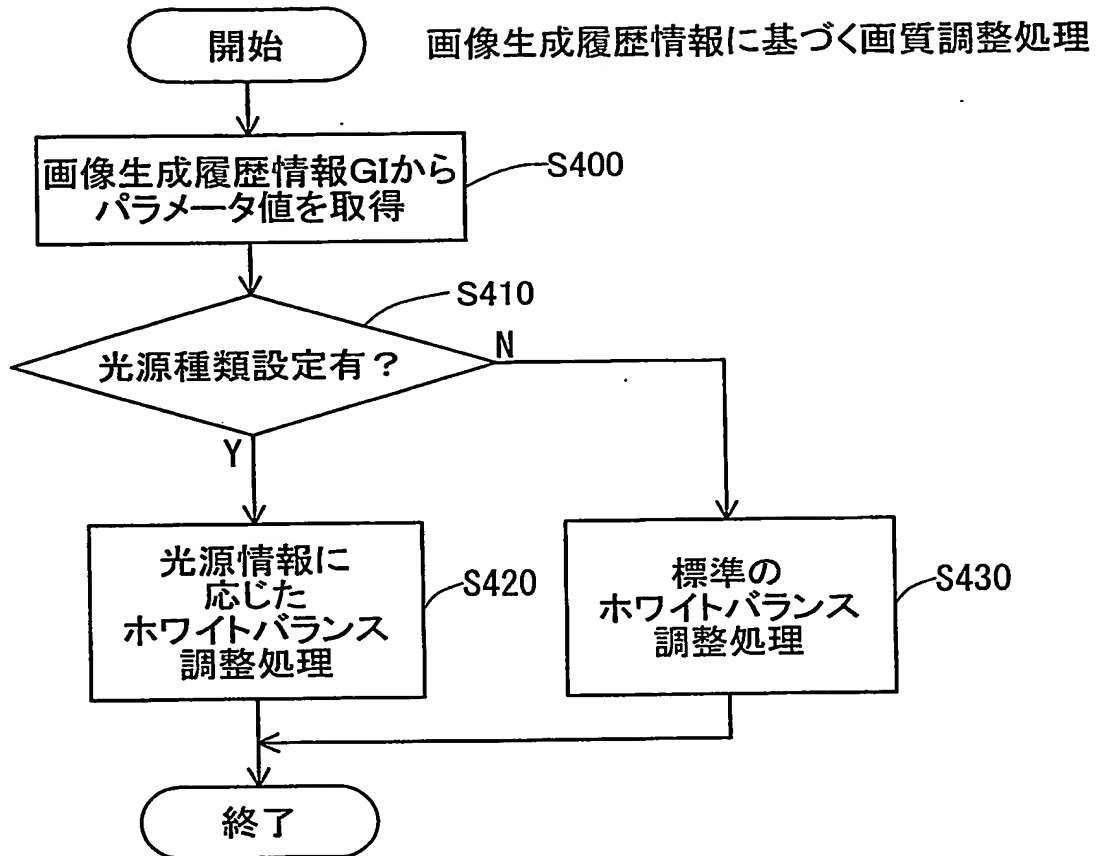 開始
画像生成履歴情報に基づく画質調整処理
画像生成履歴情報GIから
パラメータ値を取得
S400
S410
光源種類設定有？
N
Y
光源情報に
応じた
ホワイトバランス
調整処理
S420
標準の
ホワイトバランス
調整処理
S430
終了